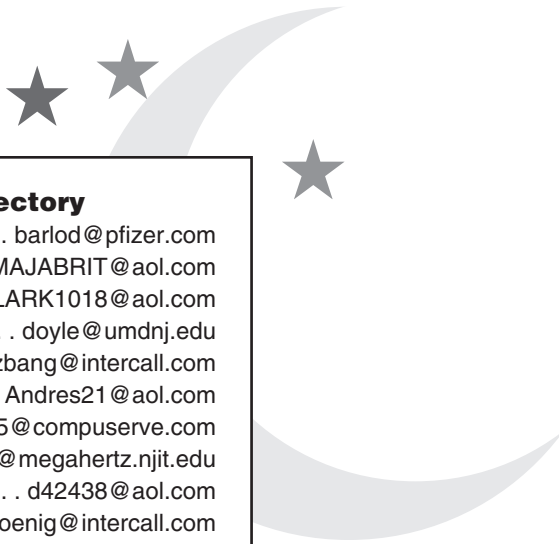 ectory
. barlod@pfizer.com
MAJABRIT@aol.com
LARK1018@aol.com
. . doyle@umdnj.edu
zbang@intercall.com
Andres21@aol.com
5@compuserve.com
@megahertz.njit.edu
. . d42438@aol.com
oenig@intercall.com